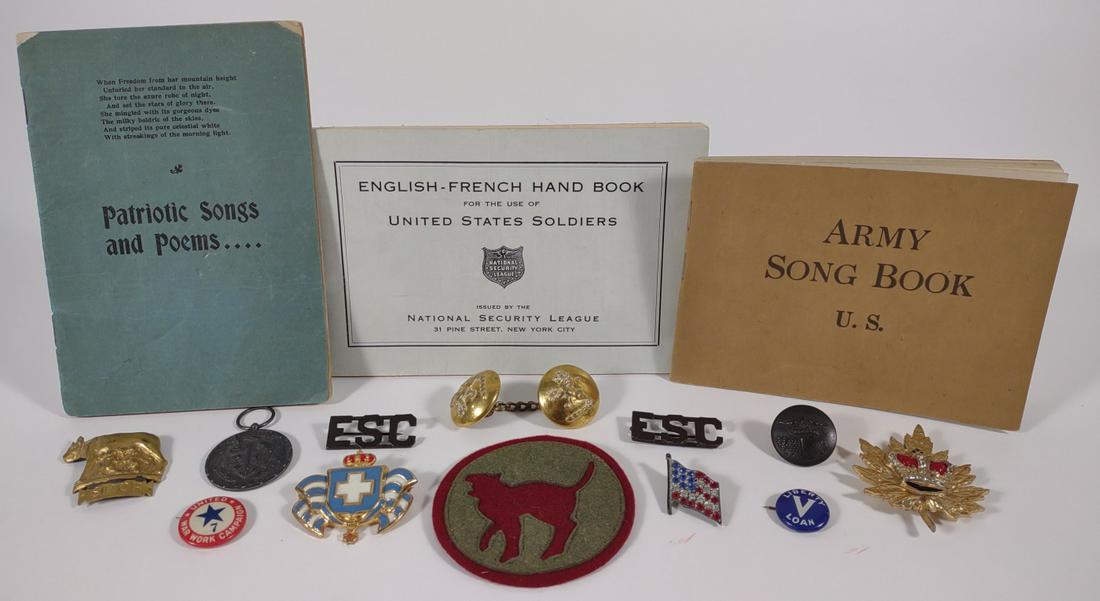 When Freedom from her mountain height
Unfurled her standard to the air,
She tore the azure robe of night,
And set the stars of glory there,
She mingled with its gorgeous dyes
The milky baldric of the skies,
And striped its pure celestial white
With streakings of the morning light.
Patriotic Songs
and Poems....
ENGLISH-FRENCH HAND BOOK
FOR THE USE OF
UNITED STATES SOLDIERS
NATIONAL
SECURITY
LEAGUE
ISSUED BY THE
NATIONAL SECURITY LEAGUE
31 PINE STREET, NEW YORK CITY
ARMY
SONG BOOK
U. S.
ESC
ESC
UNITED
7
WAR WORK CAMPAIGN
LIBERTY
V
LOAN